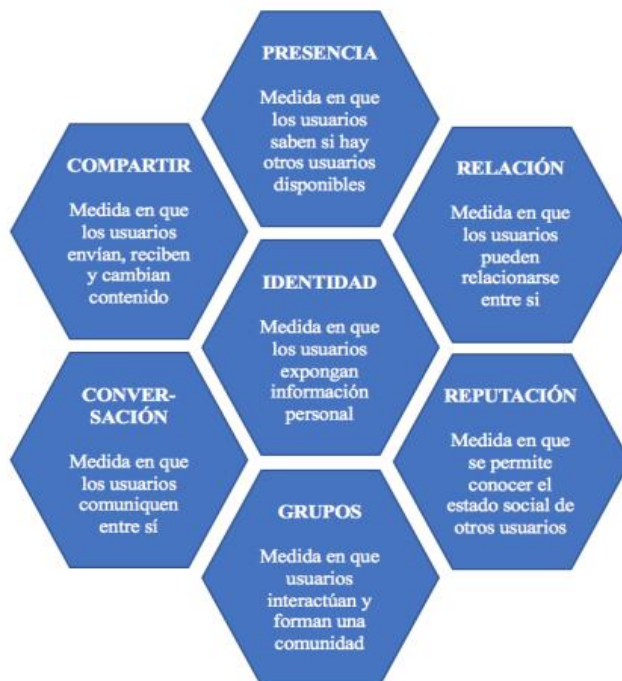 PRESENCIA
Medida en que
los usuarios
saben si hay
otros usuarios
disponibles
COMPARTIR
Medida en que
los usuarios
envían, reciben
y cambian
contenido
RELACIÓN
Medida en que
los usuarios
pueden
relacionarse
entre si
IDENTIDAD
Medida en que
los usuarios
expongan
información
personal
CONVER-
SACIÓN
Medida en que
los usuarios
comuniquen
entre sí
REPUTACIÓN
Medida en que
se permite
conocer el
estado social de
otros usuarios
GRUPOS
Medida en que
usuarios
interactúan y
forman una
comunidad